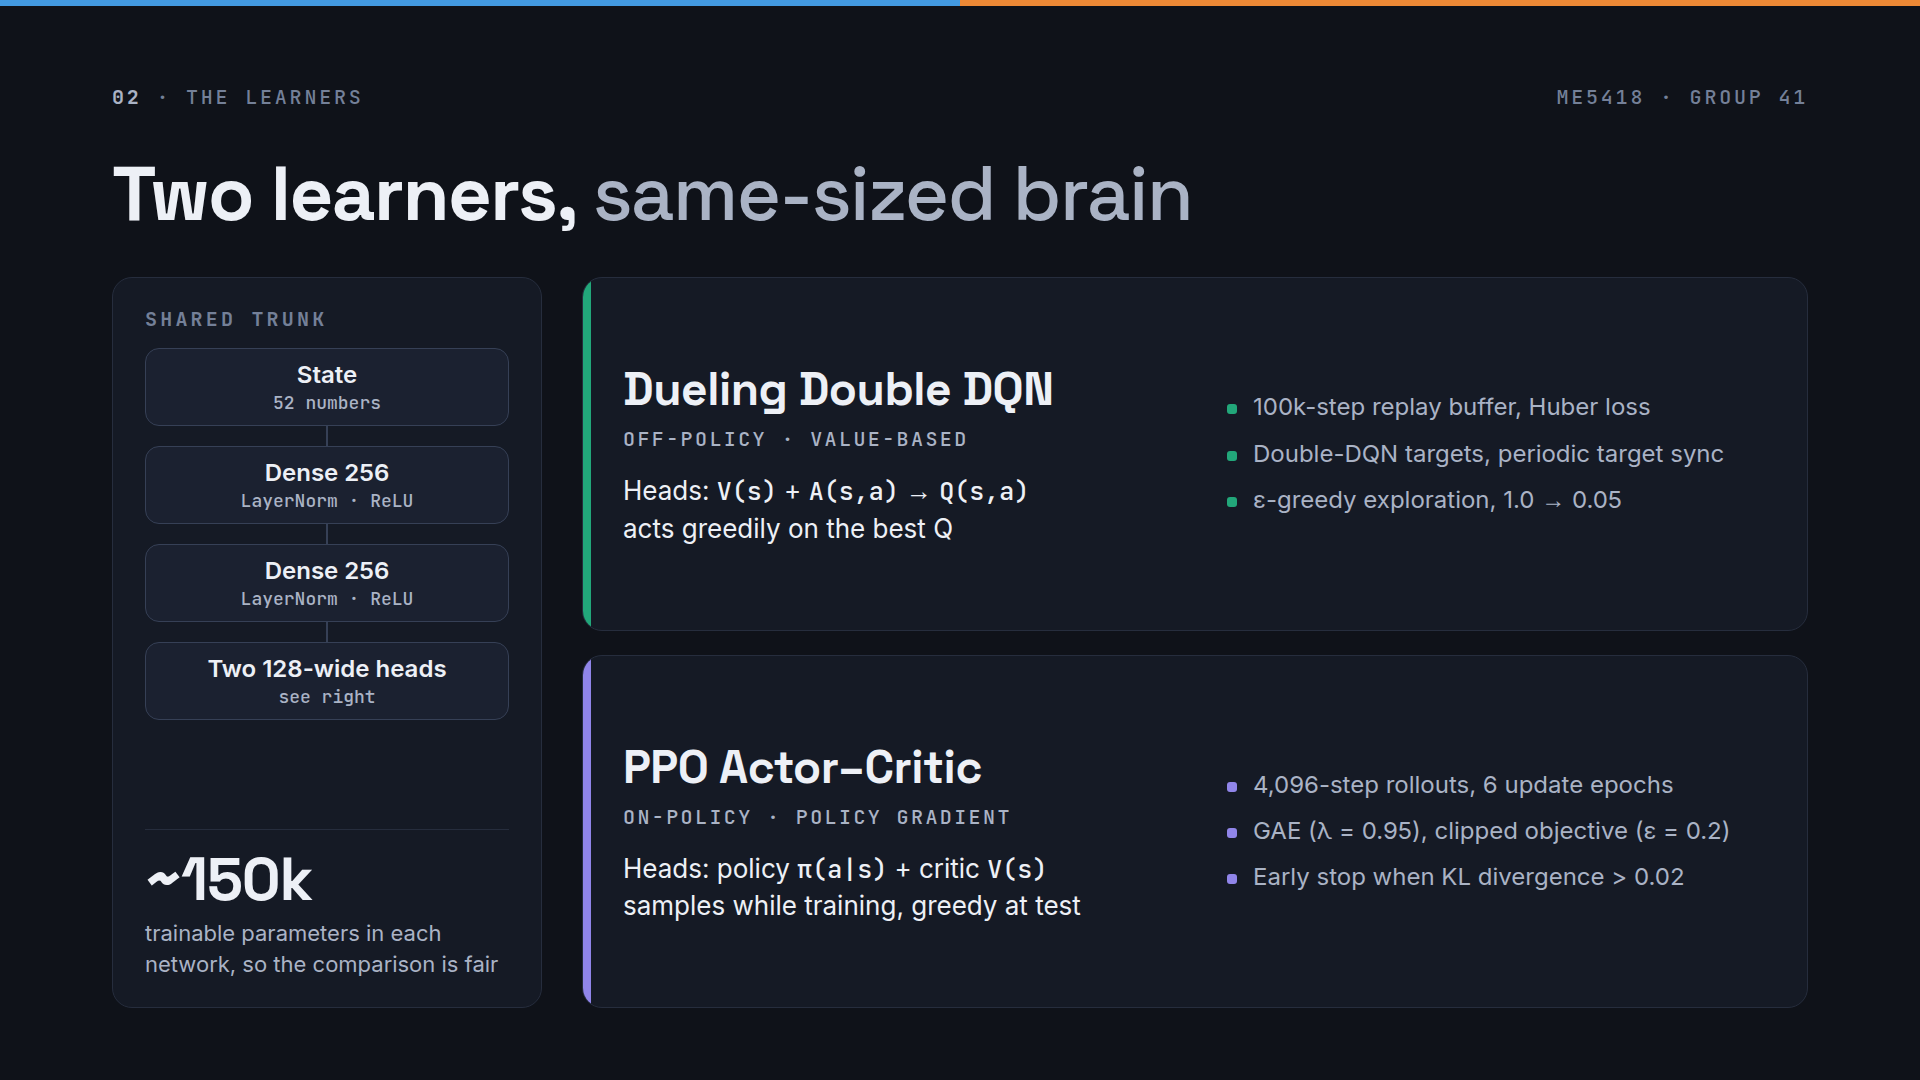 02 · THE LEARNERS
ME5418 · GROUP 41
Two learners, same-sized brain
SHARED TRUNK
State
52 numbers
Dense 256
LayerNorm · ReLU
Dense 256
LayerNorm · ReLU
Two 128-wide heads
see right
~150k
trainable parameters in each
network, so the comparison is fair
Dueling Double DQN
OFF-POLICY · VALUE-BASED
Heads: V(s) + A(s,a) → Q(s,a)
acts greedily on the best Q
100k-step replay buffer, Huber loss
Double-DQN targets, periodic target sync
ε-greedy exploration, 1.0 → 0.05
PPO Actor–Critic
ON-POLICY · POLICY GRADIENT
Heads: policy π(a|s) + critic V(s)
samples while training, greedy at test
4,096-step rollouts, 6 update epochs
GAE (λ = 0.95), clipped objective (ε = 0.2)
Early stop when KL divergence > 0.02